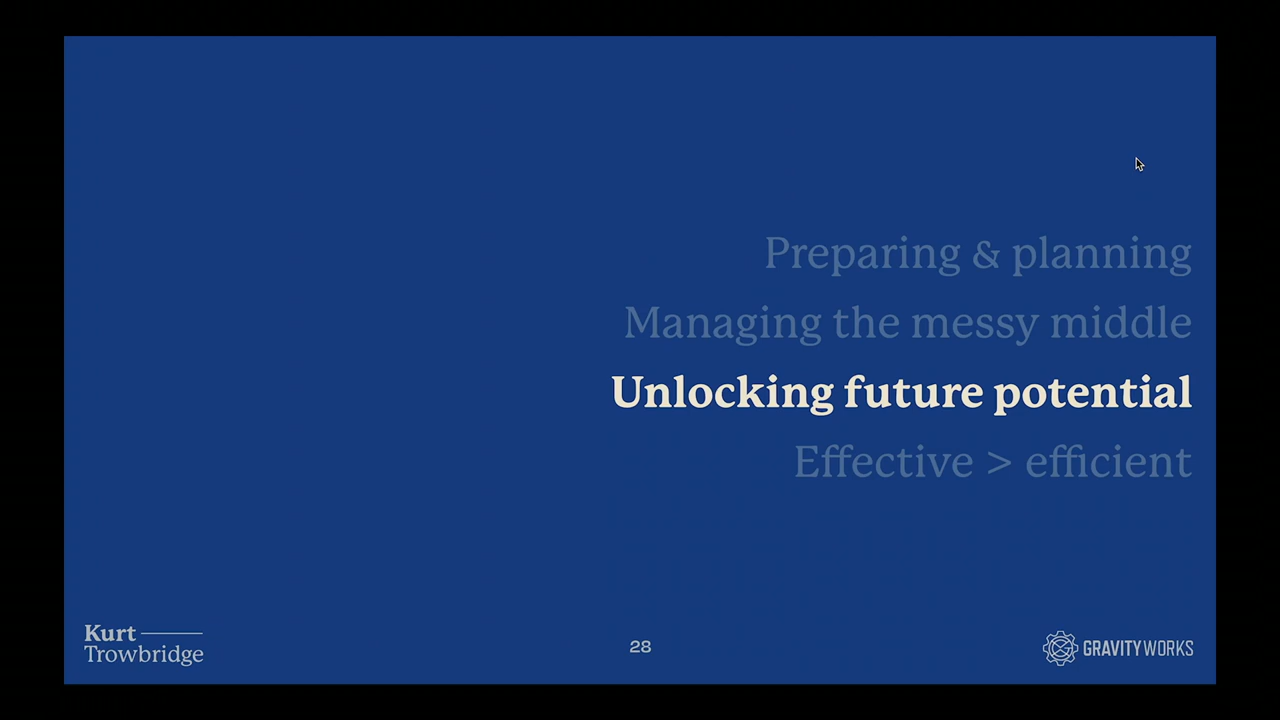 Preparing & planning
Managing the messy middle
Unlocking future potential
Effective > efficient
Kurt
Trowbridge
28
GRAVITYWORKS